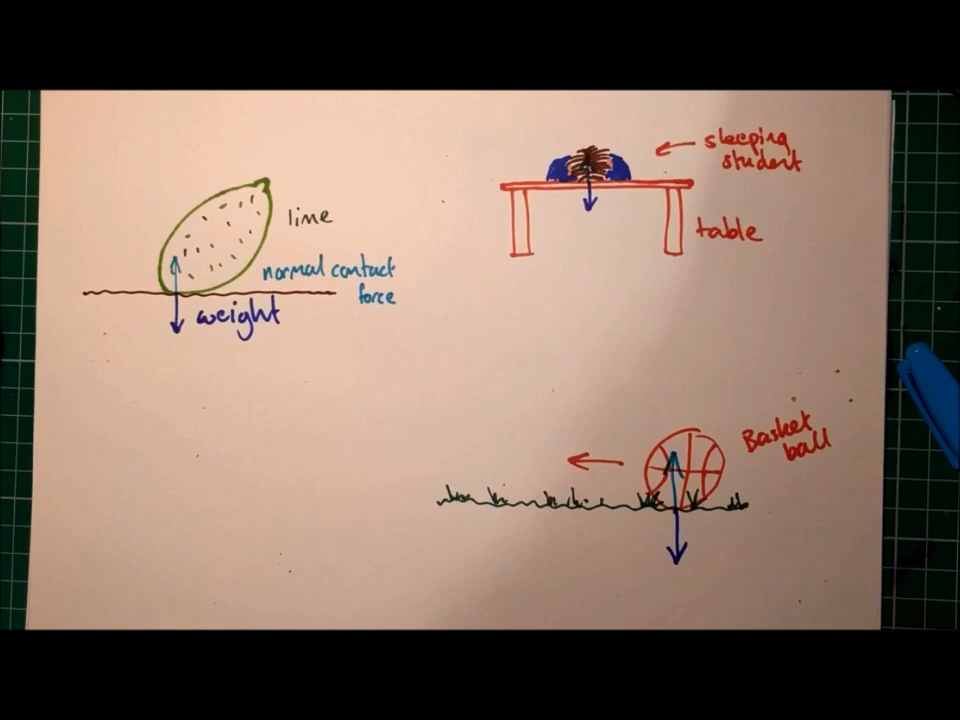 lime
normal contact
force
weight
sleeping
student
table
Basket
ball